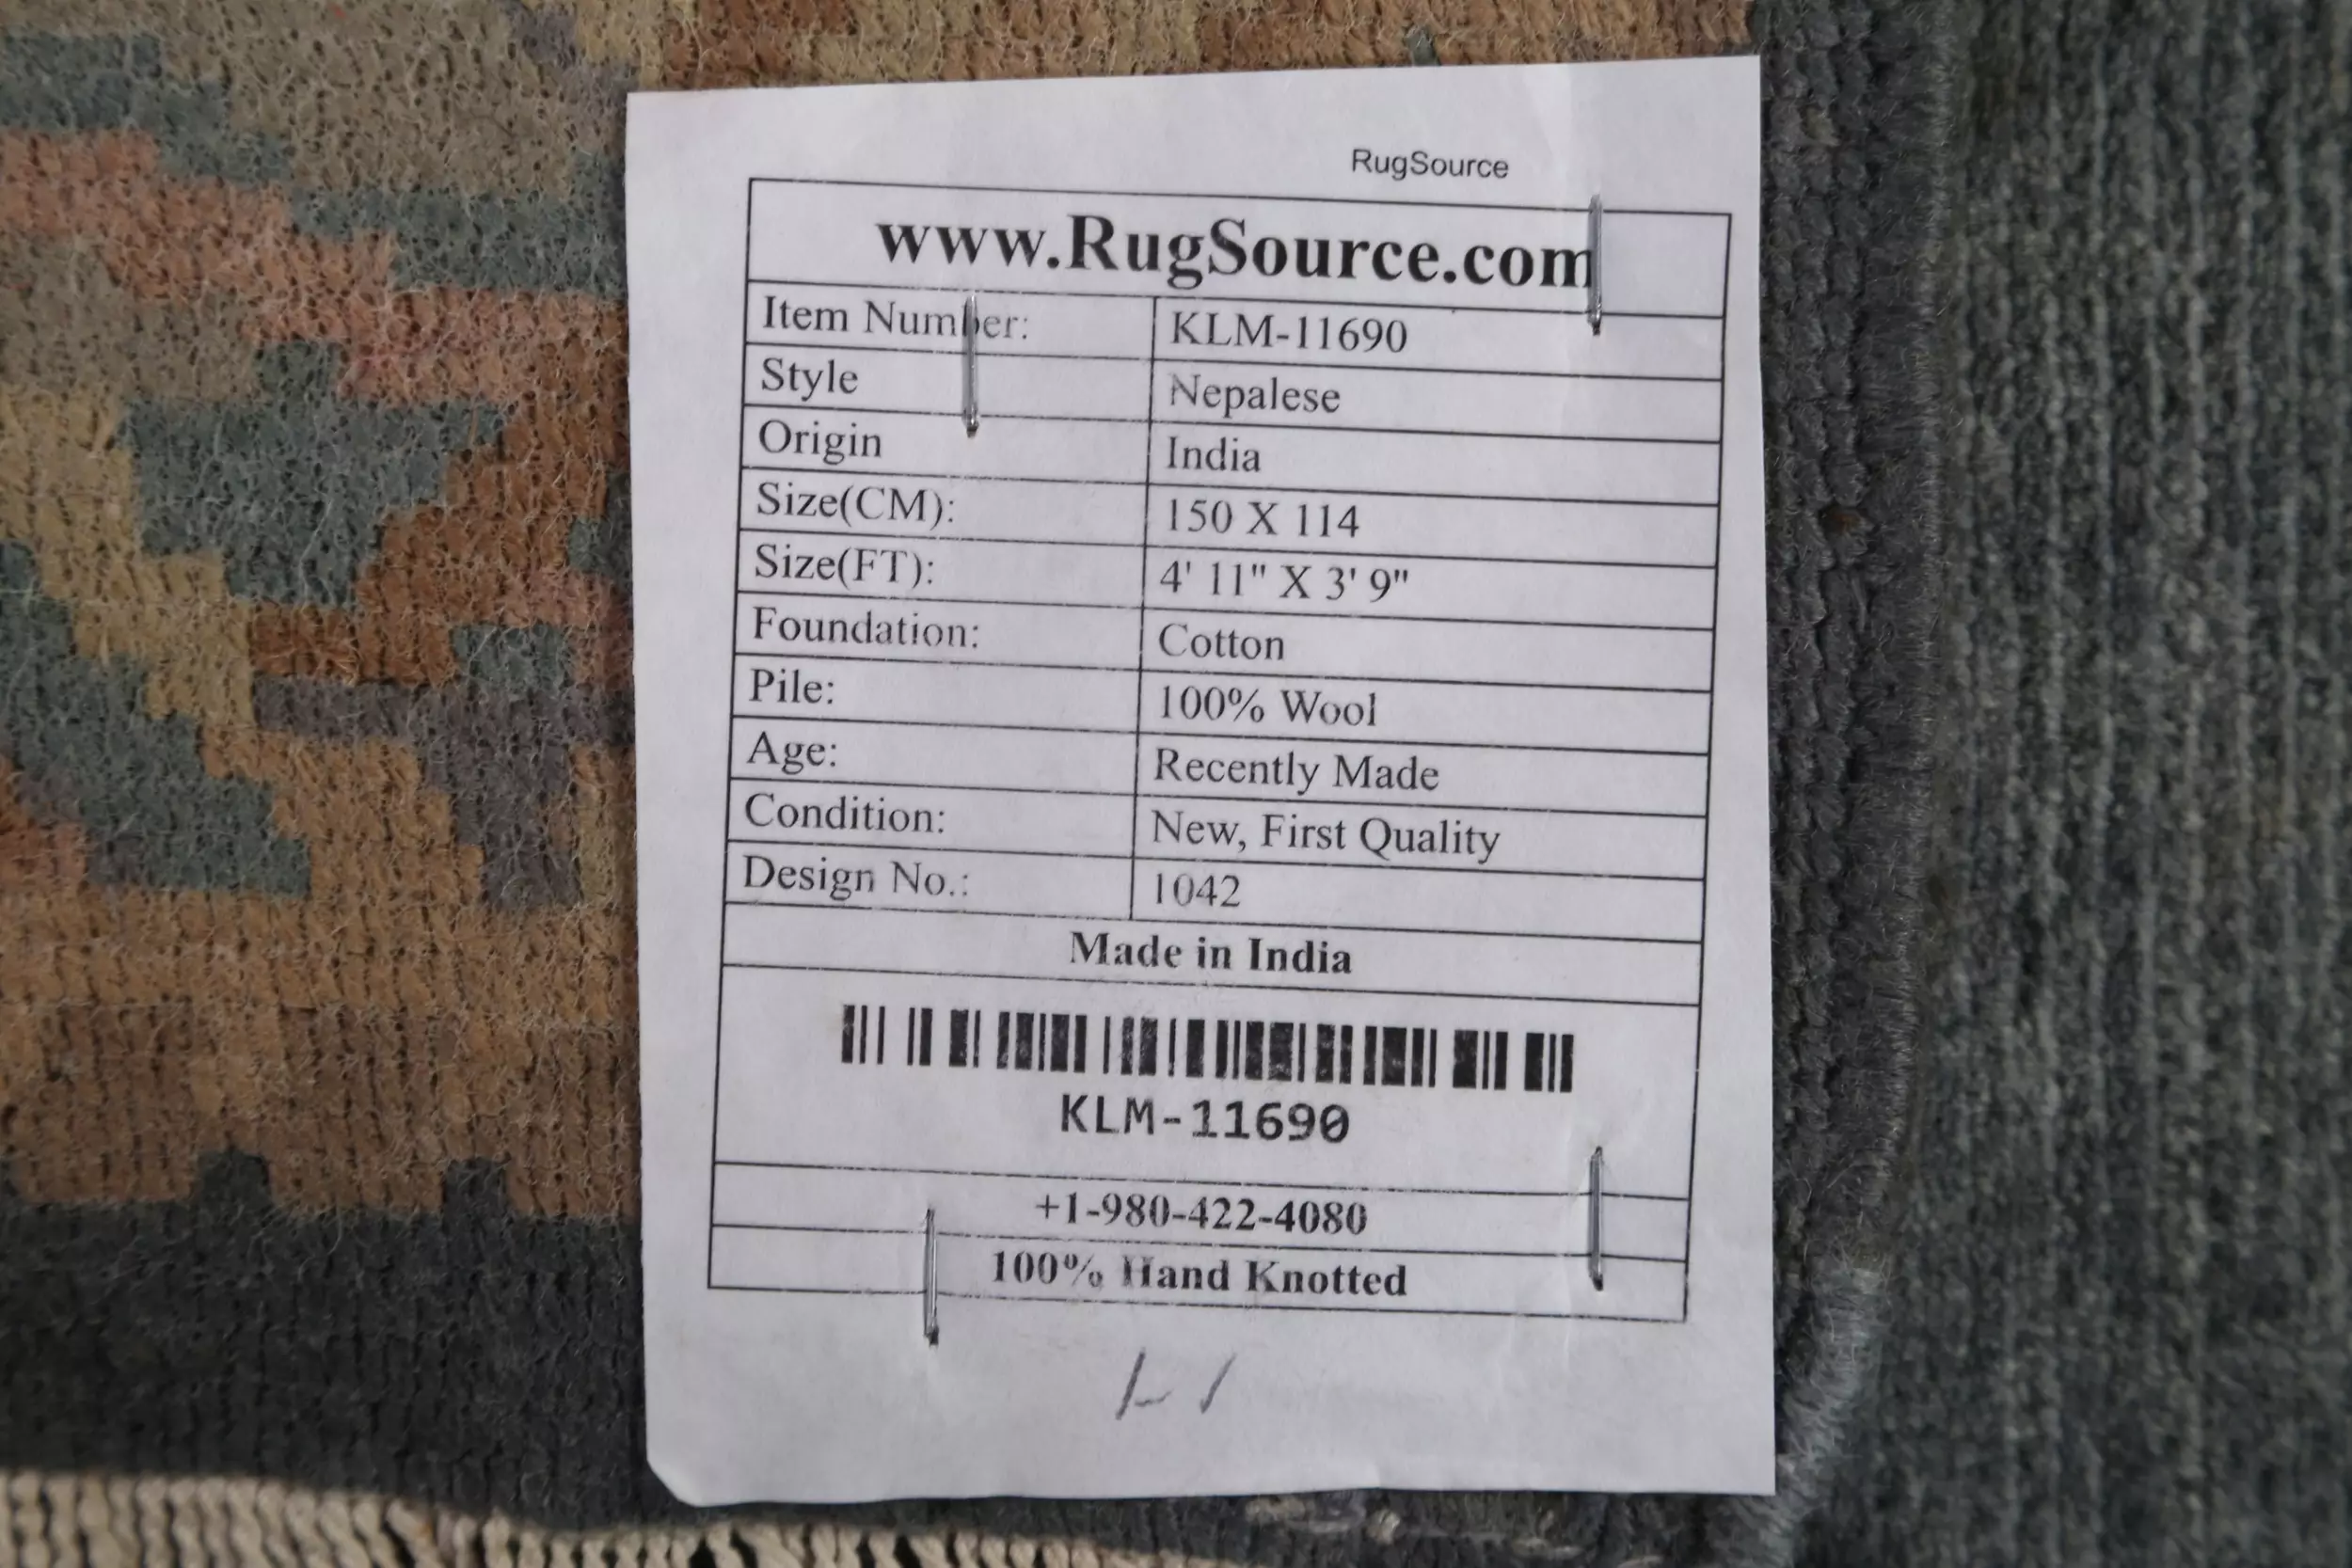 RugSource
www.RugSource.com
Item Number: KLM-11690
Style Nepalese
Origin India
Size(CM): 150 X 114
Size(FT): 4' 11" X 3' 9"
Foundation: Cotton
Pile: 100% Wool
Age: Recently Made
Condition: New, First Quality
Design No.: 1042
Made in India
KLM-11690
+1-980-422-4080
100% Hand Knotted